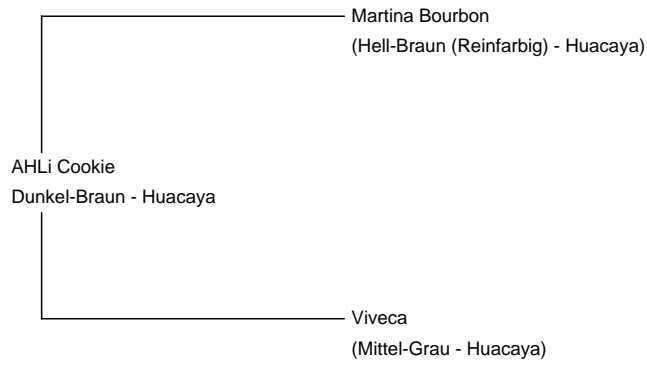 Martina Bourbon
(Hell-Braun (Reinfarbig) - Huacaya)
AHLi Cookie
Dunkel-Braun - Huacaya
Viveca
(Mittel-Grau - Huacaya)